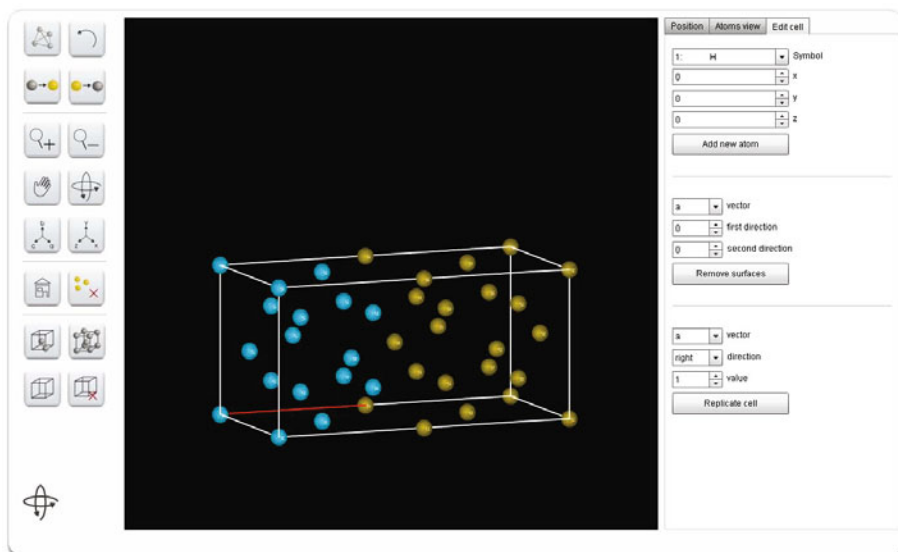 Position Atoms view Edit cell
1: H Symbol
0 x
0 y
0 z
Add new atom
a vector
0 first direction
0 second direction
Remove surfaces
a vector
right direction
1 value
Replicate cell